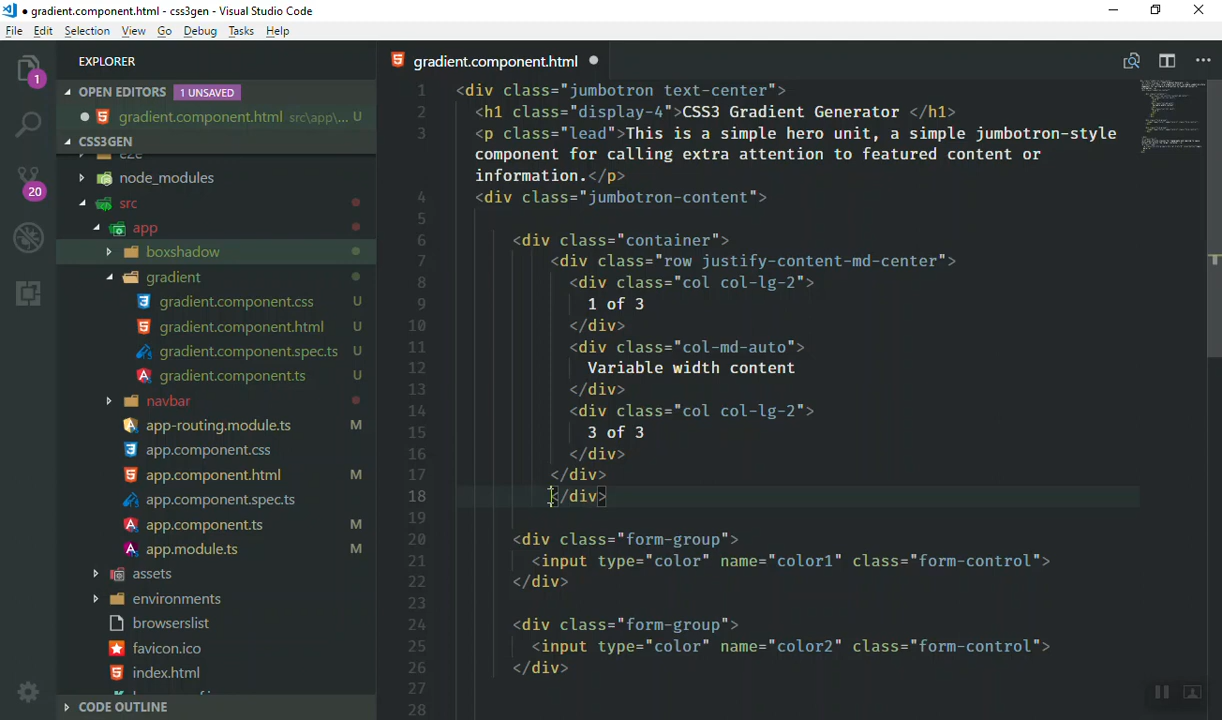 ● gradient.component.html - css3gen - Visual Studio Code
File Edit Selection View Go Debug Tasks Help
EXPLORER
gradient.component.html ●
1
OPEN EDITORS 1 UNSAVED
● gradient.component.html src\app\... U
CSS3GEN
node_modules
20
src
app
boxshadow
gradient
gradient.component.css U
gradient.component.html U
gradient.component.spec.ts U
gradient.component.ts U
navbar
app-routing.module.ts M
app.component.css
app.component.html M
app.component.spec.ts
app.component.ts M
app.module.ts M
assets
environments
browserslist
favicon.ico
index.html
CODE OUTLINE
1 <div class="jumbotron text-center">
2 <h1 class="display-4">CSS3 Gradient Generator </h1>
3 <p class="lead">This is a simple hero unit, a simple jumbotron-style
component for calling extra attention to featured content or
information.</p>
4 <div class="jumbotron-content">
5
6 <div class="container">
7 <div class="row justify-content-md-center">
8 <div class="col col-lg-2">
9 1 of 3
10 </div>
11 <div class="col-md-auto">
12 Variable width content
13 </div>
14 <div class="col col-lg-2">
15 3 of 3
16 </div>
17 </div>
18 </div>
19
20 <div class="form-group">
21 <input type="color" name="color1" class="form-control">
22 </div>
23
24 <div class="form-group">
25 <input type="color" name="color2" class="form-control">
26 </div>
27
28